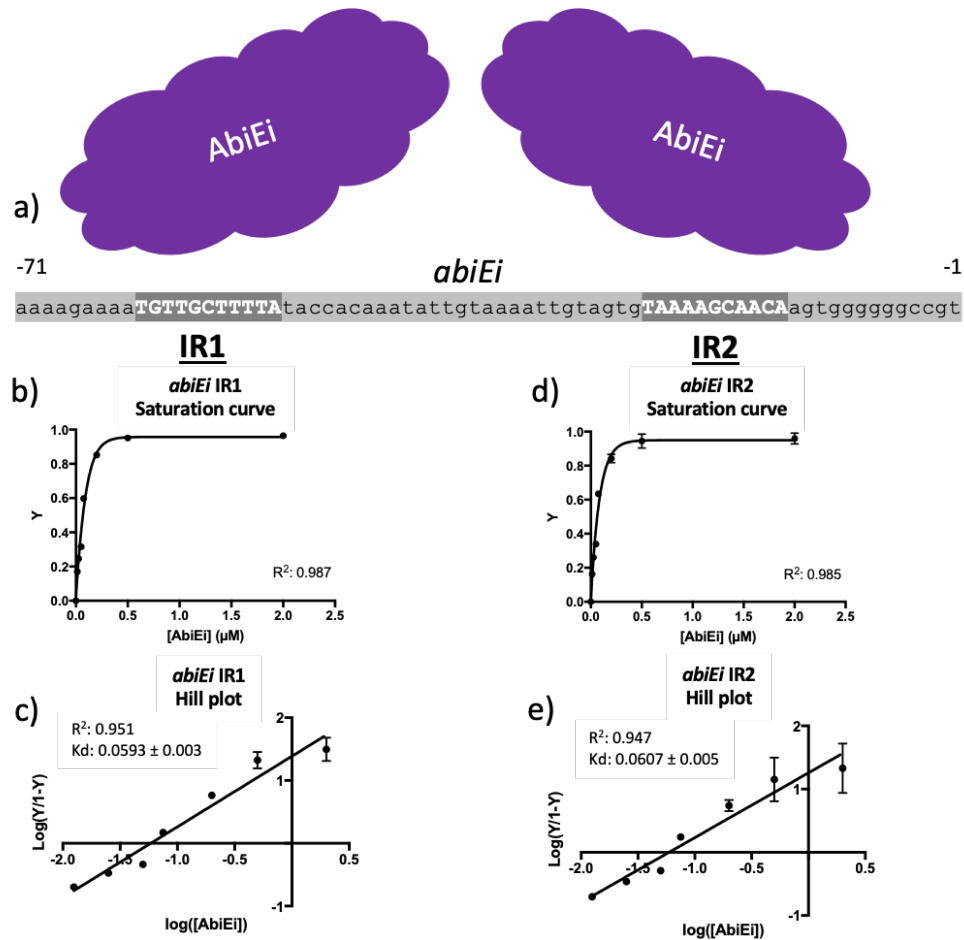 AbiEi
AbiEi
a)
-71
abiEi
-1
aaaagaaaaTGTTGCTTTTAtaccacaaatattgtaaaattgtagtgTAAAAGCAACAagtggggggccgt
IR1
IR2
b)
abiEi IR1
Saturation curve
1.0
0.8
0.6
0.4
0.2
0.0
Y
R²: 0.987
0.0 0.5 1.0 1.5 2.0 2.5
[AbiEi] (µM)
d)
abiEi IR2
Saturation curve
1.0
0.8
0.6
0.4
0.2
0.0
Y
R²: 0.985
0.0 0.5 1.0 1.5 2.0 2.5
[AbiEi] (µM)
c)
abiEi IR1
Hill plot
R²: 0.951
Kd: 0.0593 ± 0.003
2
1
-1
Log(Y/1-Y)
-2.0 -1.5 -1.0 -0.5 0.5
log([AbiEi])
e)
abiEi IR2
Hill plot
R²: 0.947
Kd: 0.0607 ± 0.005
2
1
-1
Log(Y/1-Y)
-2.0 -1.5 -1.0 -0.5 0.5
log([AbiEi])